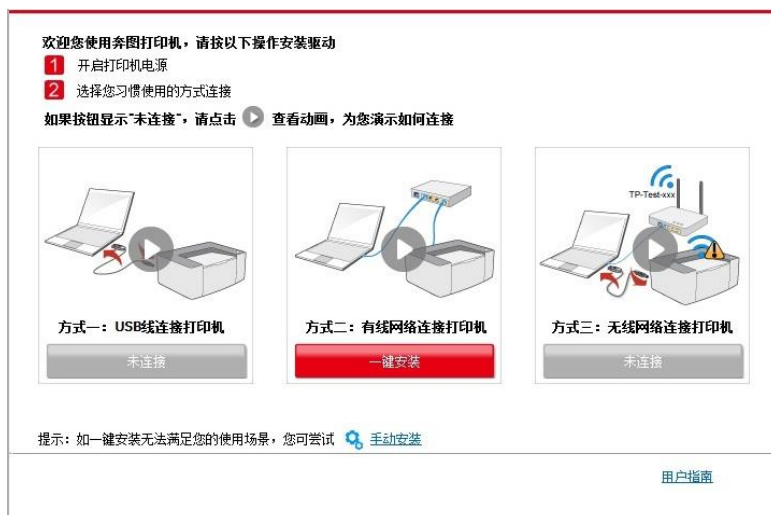 欢迎您使用奔图打印机，请按以下操作安装驱动
1 开启打印机电源
2 选择您习惯使用的方式连接
如果按钮显示"未连接"，请点击 查看动画，为您演示如何连接
TP-Test-xxx
方式一：USB线连接打印机
未连接
方式二：有线网络连接打印机
一键安装
方式三：无线网络连接打印机
未连接
提示：如一键安装无法满足您的使用场景，您可尝试 手动安装
用户指南